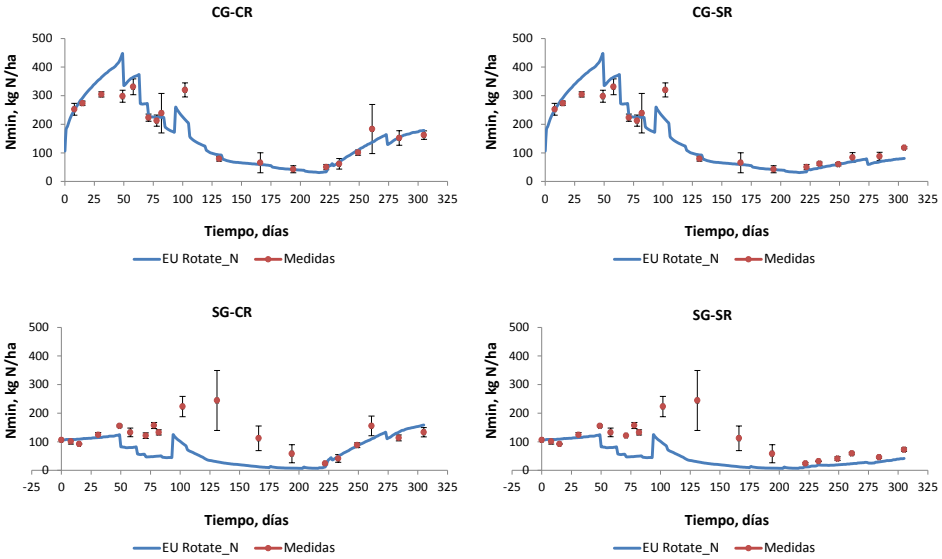 CG-CR
Nmin, kg N/ha
500
400
300
200
100
0
0 25 50 75 100 125 150 175 200 225 250 275 300 325
Tiempo, días
EU Rotate_N Medidas
CG-SR
Nmin, kg N/ha
500
400
300
200
100
0
0 25 50 75 100 125 150 175 200 225 250 275 300 325
Tiempo, días
EU Rotate_N Medidas
SG-CR
Nmin, kg N/ha
500
400
300
200
100
0
-25 0 25 50 75 100 125 150 175 200 225 250 275 300 325
Tiempo, días
EU Rotate_N Medidas
SG-SR
Nmin, kg N/ha
500
400
300
200
100
0
-25 0 25 50 75 100 125 150 175 200 225 250 275 300 325
Tiempo, días
EU Rotate_N Medidas